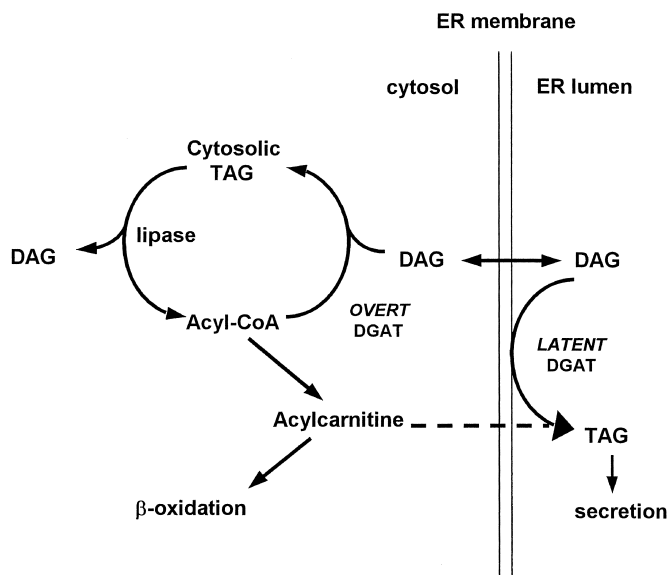 ER membrane
cytosol
ER lumen
Cytosolic
TAG
lipase
DAG
DAG
DAG
Acyl-CoA
OVERT
DGAT
LATENT
DGAT
Acylcarnitine
TAG
β-oxidation
secretion